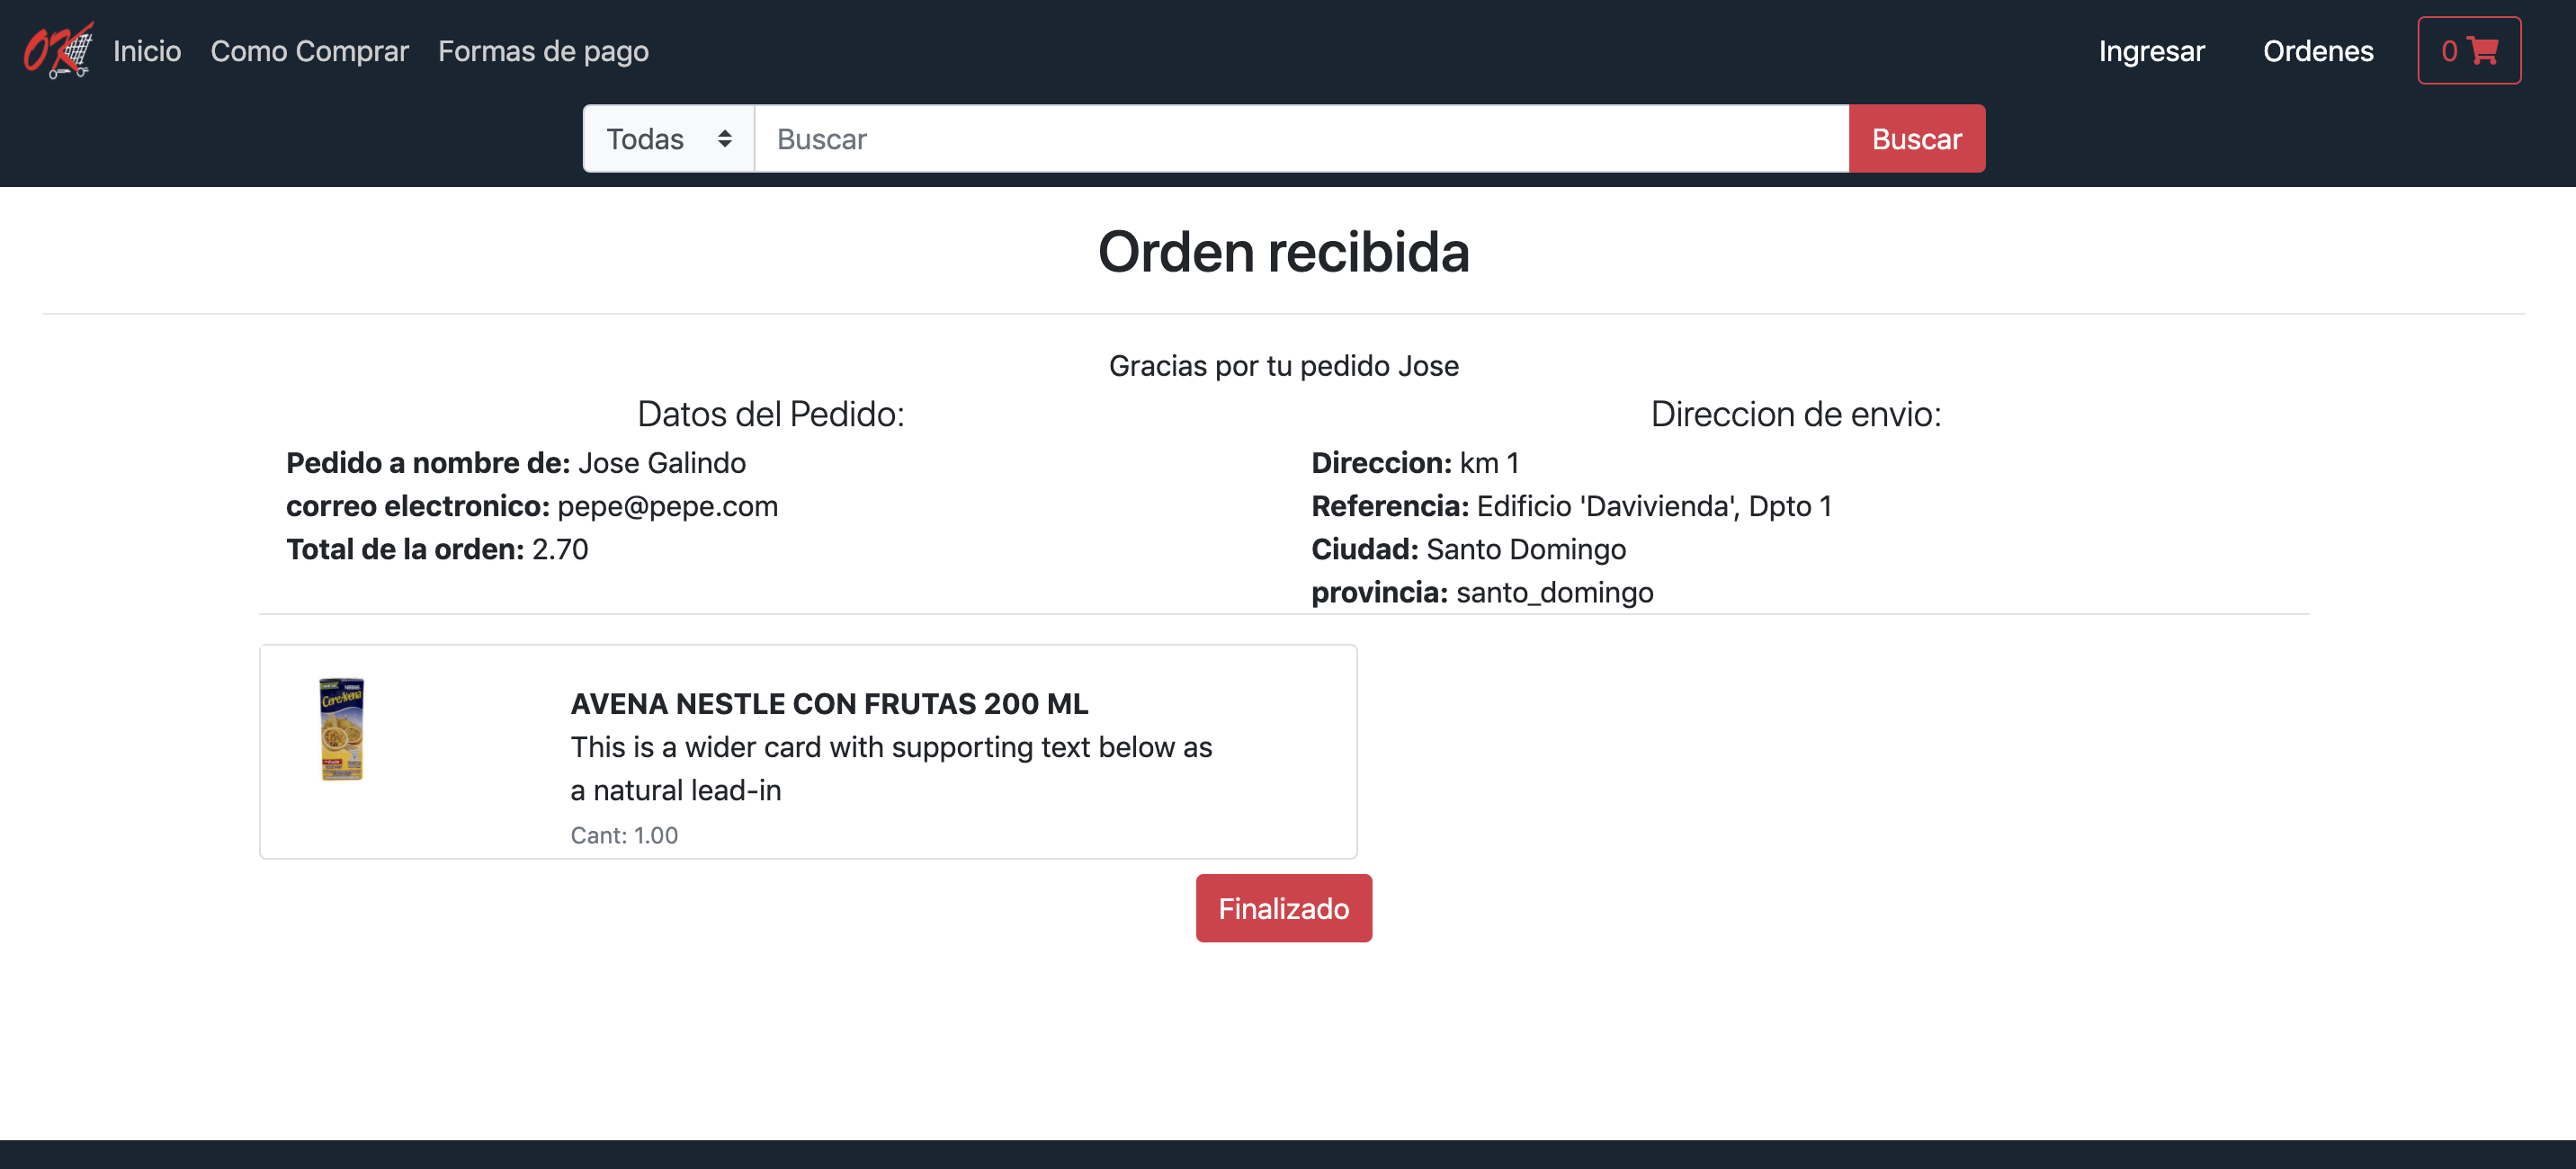 OK Inicio Como Comprar Formas de pago Ingresar Ordenes 0
Todas Buscar Buscar
Orden recibida
Gracias por tu pedido Jose
Datos del Pedido:
Pedido a nombre de: Jose Galindo
correo electronico: pepe@pepe.com
Total de la orden: 2.70
Direccion de envio:
Direccion: km 1
Referencia: Edificio 'Davivienda', Dpto 1
Ciudad: Santo Domingo
provincia: santo_domingo
CereAvena
AVENA NESTLE CON FRUTAS 200 ML
This is a wider card with supporting text below as
a natural lead-in
Cant: 1.00
Finalizado